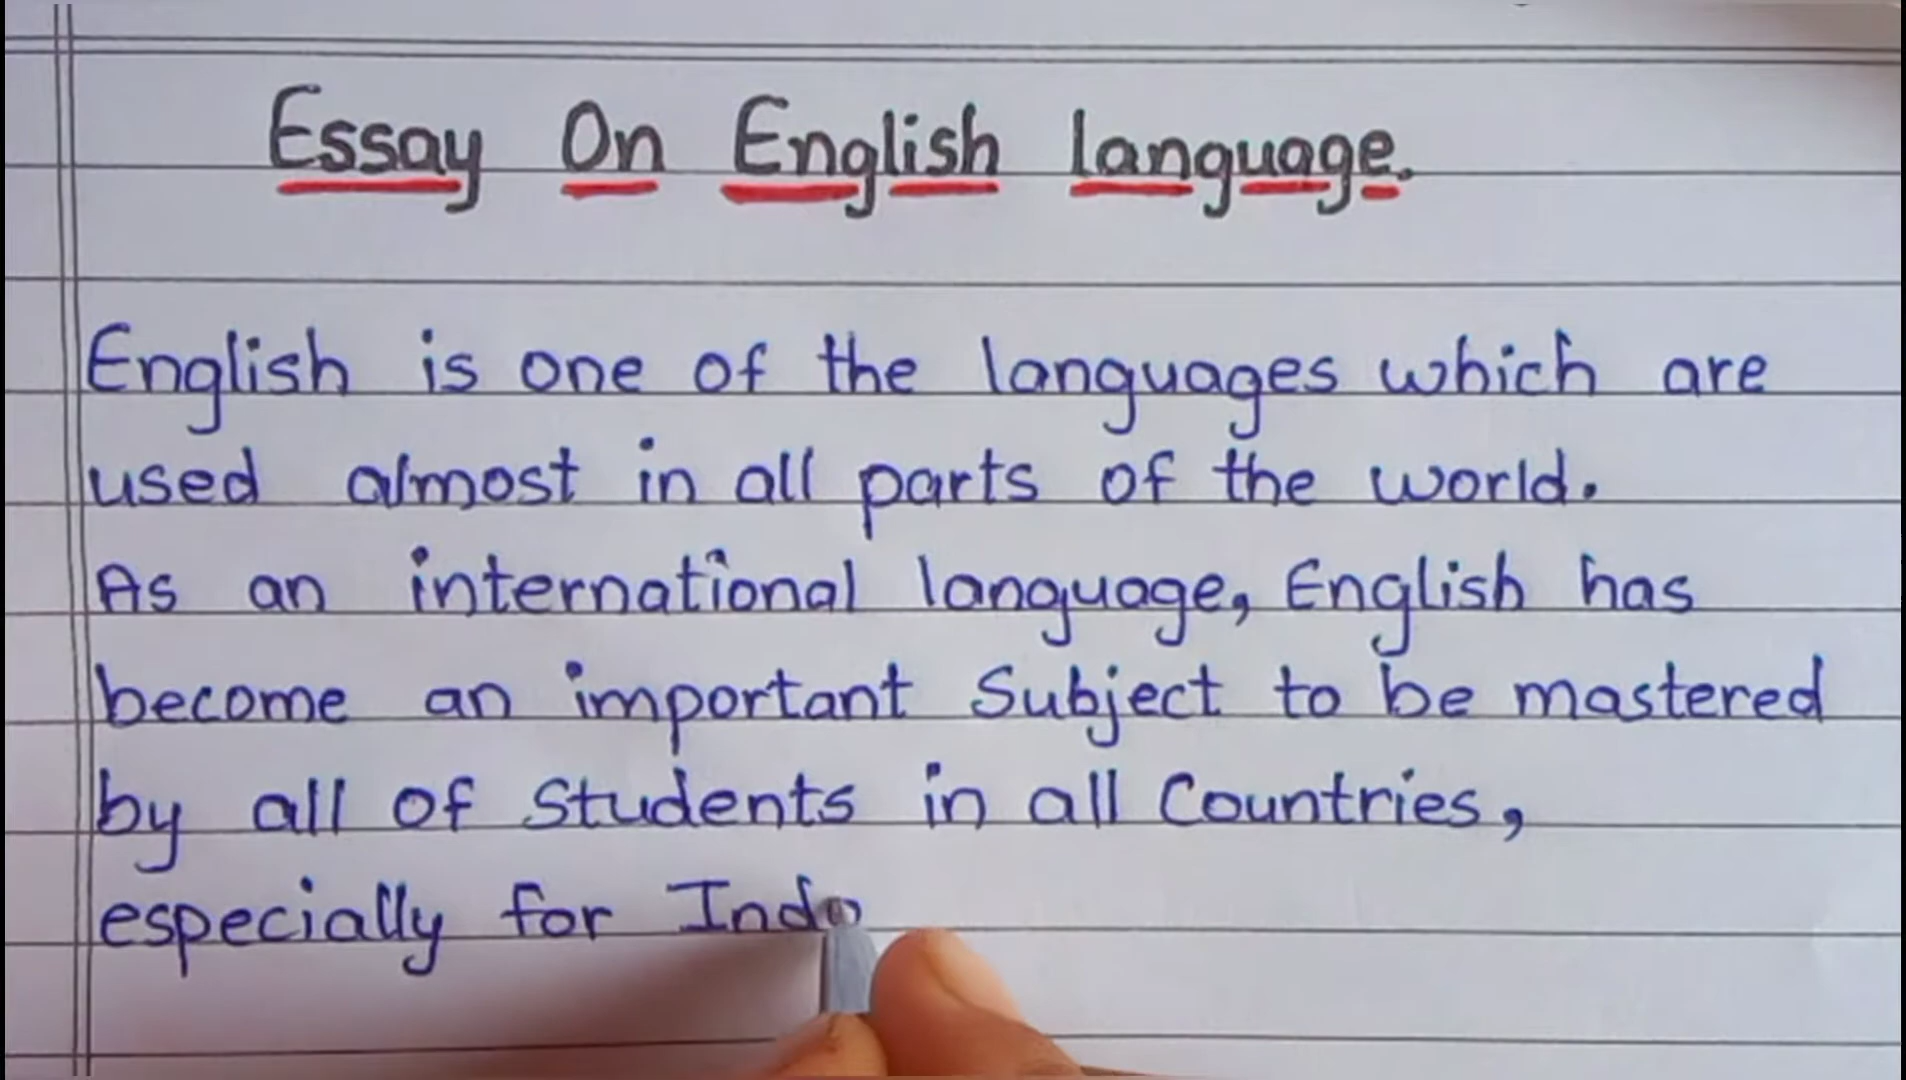 Essay On English language.
English is one of the languages which are
used almost in all parts of the world.
As an international language, English has
become an important Subject to be mastered
by all of Students in all Countries,
especially for Indo